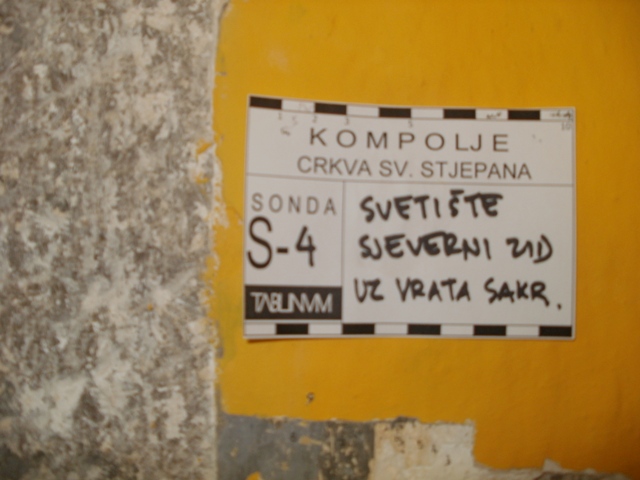 KOMPOLJE
CRKVA SV. STJEPANA
SONDA
S-4
TABLINVM
SVETIŠTE
SJEVERNI ZID
UZ VRATA SAKR.